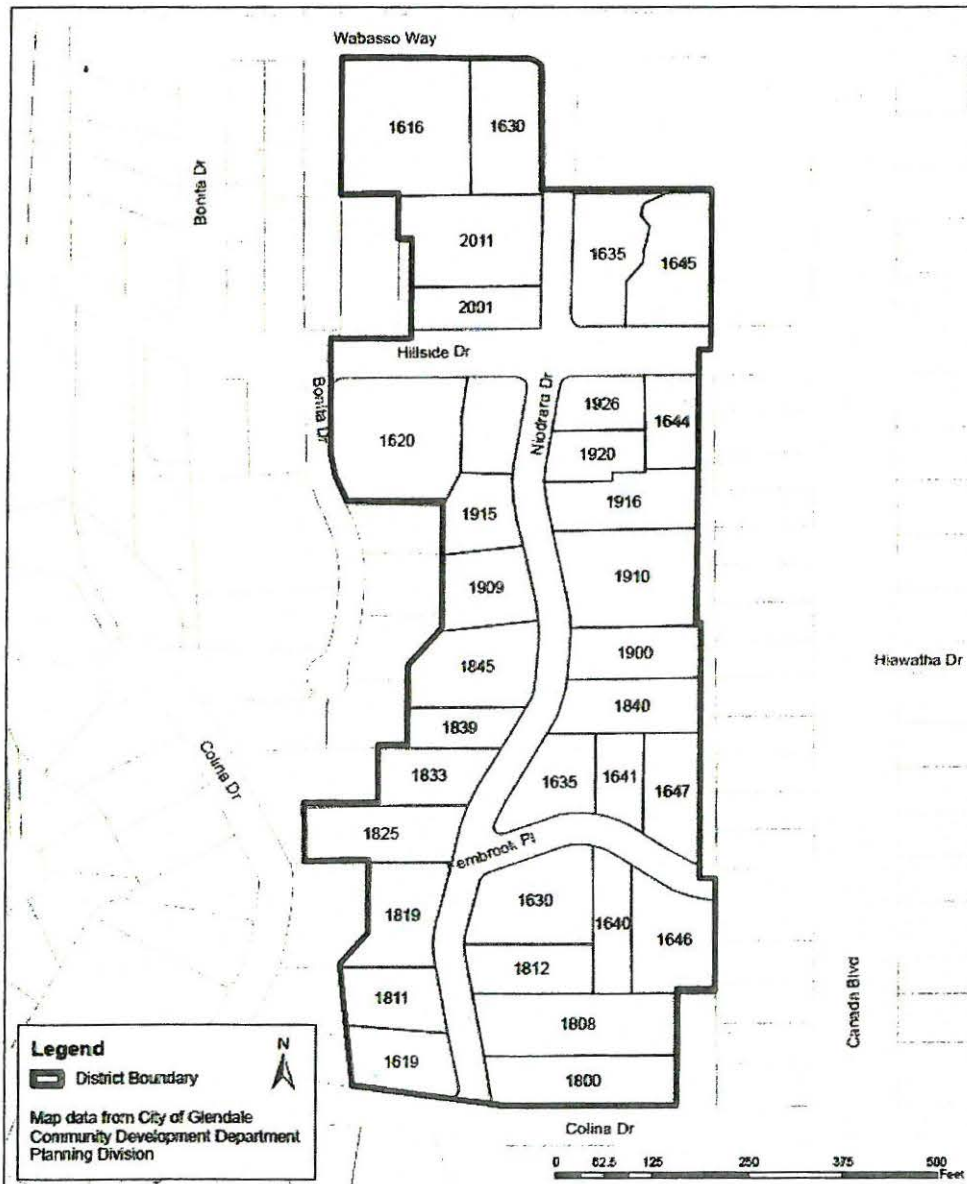 Wabasso Way
1616
1630
Bonita Dr
2011
1635
1645
2001
Hillside Dr
Bonita Dr
Niodrara Dr
1926
1644
1620
1920
1916
1915
1910
1909
1900
Hiawatha Dr
1845
1840
1839
Colina Dr
1833
1635
1641
1647
1825
ernbrook Pl
1819
1630
1640
1646
1812
Canada Blvd
1811
1808
1619
1800
Colina Dr
Legend
N
District Boundary
Map data from City of Glendale
Community Development Department
Planning Division
0 62.5 125 250 375 500
Feet